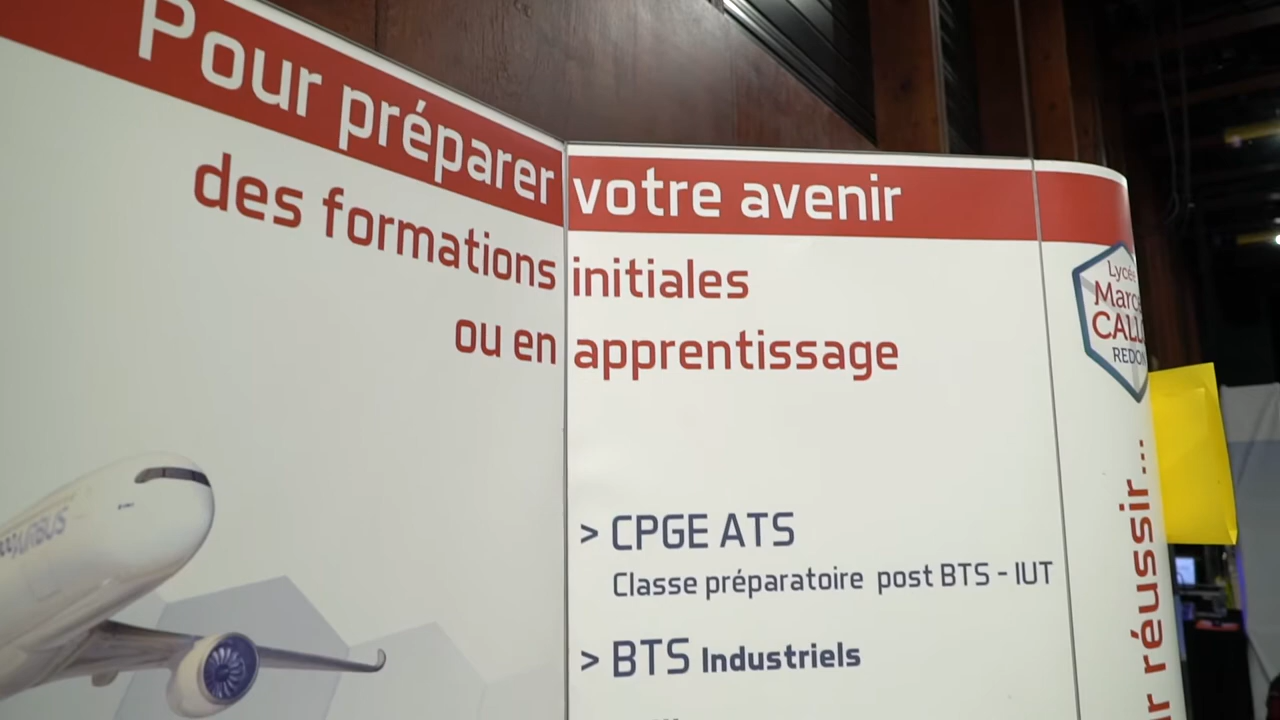 Pour préparer votre avenir
des formations initiales
ou en apprentissage
> CPGE ATS
Classe préparatoire post BTS - IUT
> BTS Industriels
Lycée
CALL
REDON
réussir...
AIRBUS